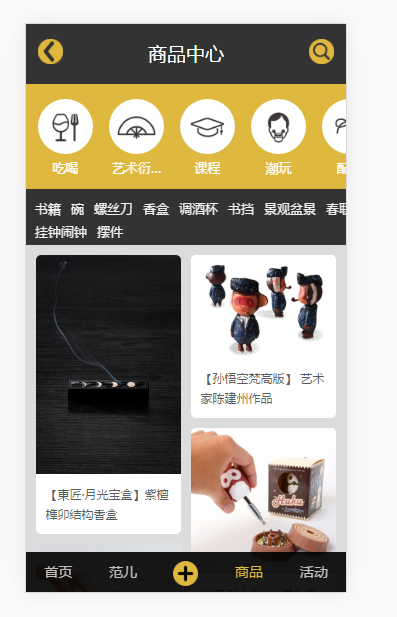 商品中心
吃喝 艺术衍... 课程 潮玩
书籍 碗 螺丝刀 香盒 调酒杯 书挡 景观盆景 春联
挂钟闹钟 摆件
【孙悟空梵高版】 艺术
家陈建州作品
【東匠·月光宝盒】紫檀
榫卯结构香盒
Huku
首页 范儿 商品 活动